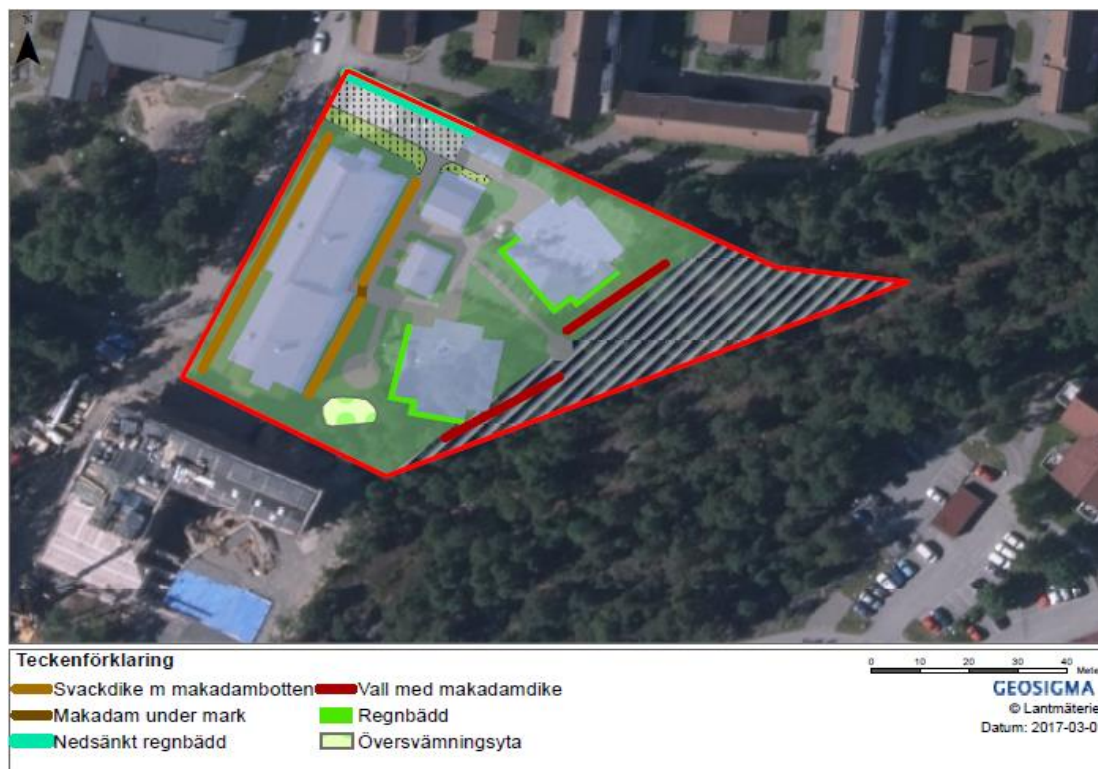 Teckenförklaring
Svackdike m makadambotten
Makadam under mark
Nedsänkt regnbädd
Vall med makadamdike
Regnbädd
Översvämningsyta
0 10 20 30 40
Mete
GEOSIGMA
© Lantmäterie
Datum: 2017-03-0